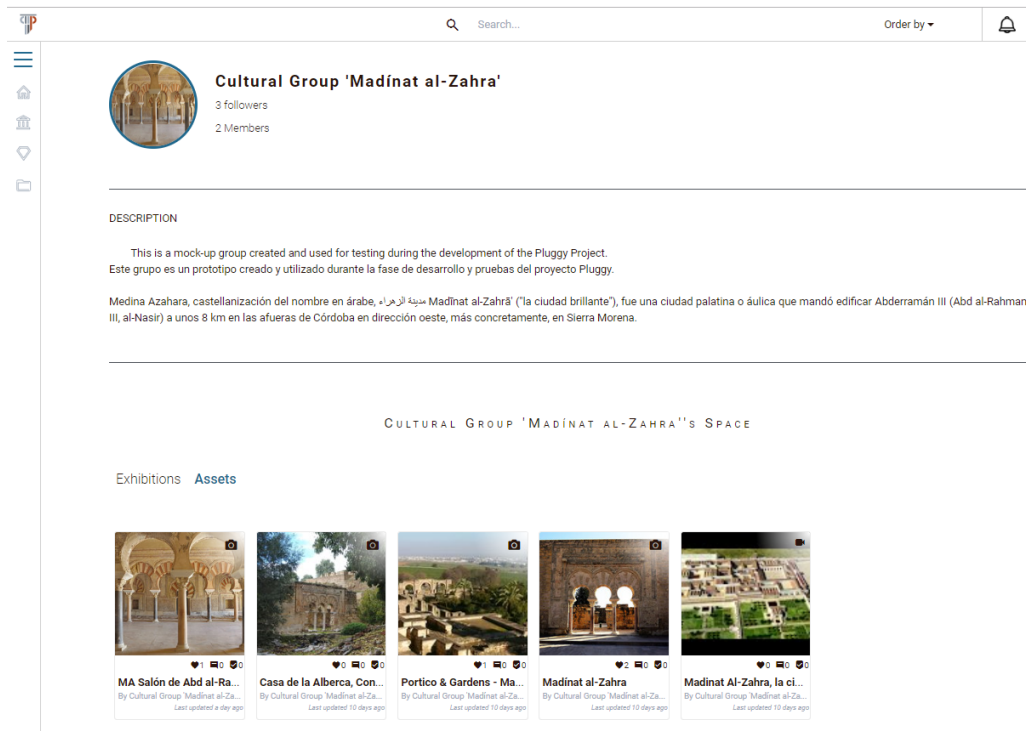 Search...
Order by
Cultural Group 'Madínat al-Zahra'
3 followers
2 Members
DESCRIPTION
This is a mock-up group created and used for testing during the development of the Pluggy Project.
Este grupo es un prototipo creado y utilizado durante la fase de desarrollo y pruebas del proyecto Pluggy.
Medina Azahara, castellanización del nombre en árabe, مدينة الزهراء Madīnat al-Zahrā' ("la ciudad brillante"), fue una ciudad palatina o áulica que mandó edificar Abderramán III (Abd al-Rahman
III, al-Nasir) a unos 8 km en las afueras de Córdoba en dirección oeste, más concretamente, en Sierra Morena.
Cultural Group 'Madínat al-Zahra''s Space
Exhibitions Assets
1 0 0
MA Salón de Abd al-Ra...
By Cultural Group 'Madínat al-Za...
Last updated a day ago
0 0 0
Casa de la Alberca, Con...
By Cultural Group 'Madínat al-Za...
Last updated 10 days ago
1 0 0
Portico & Gardens - Ma...
By Cultural Group 'Madínat al-Za...
Last updated 10 days ago
2 0 0
Madínat al-Zahra
By Cultural Group 'Madínat al-Za...
Last updated 10 days ago
0 0 0
Madinat Al-Zahra, la ci...
By Cultural Group 'Madínat al-Za...
Last updated 10 days ago